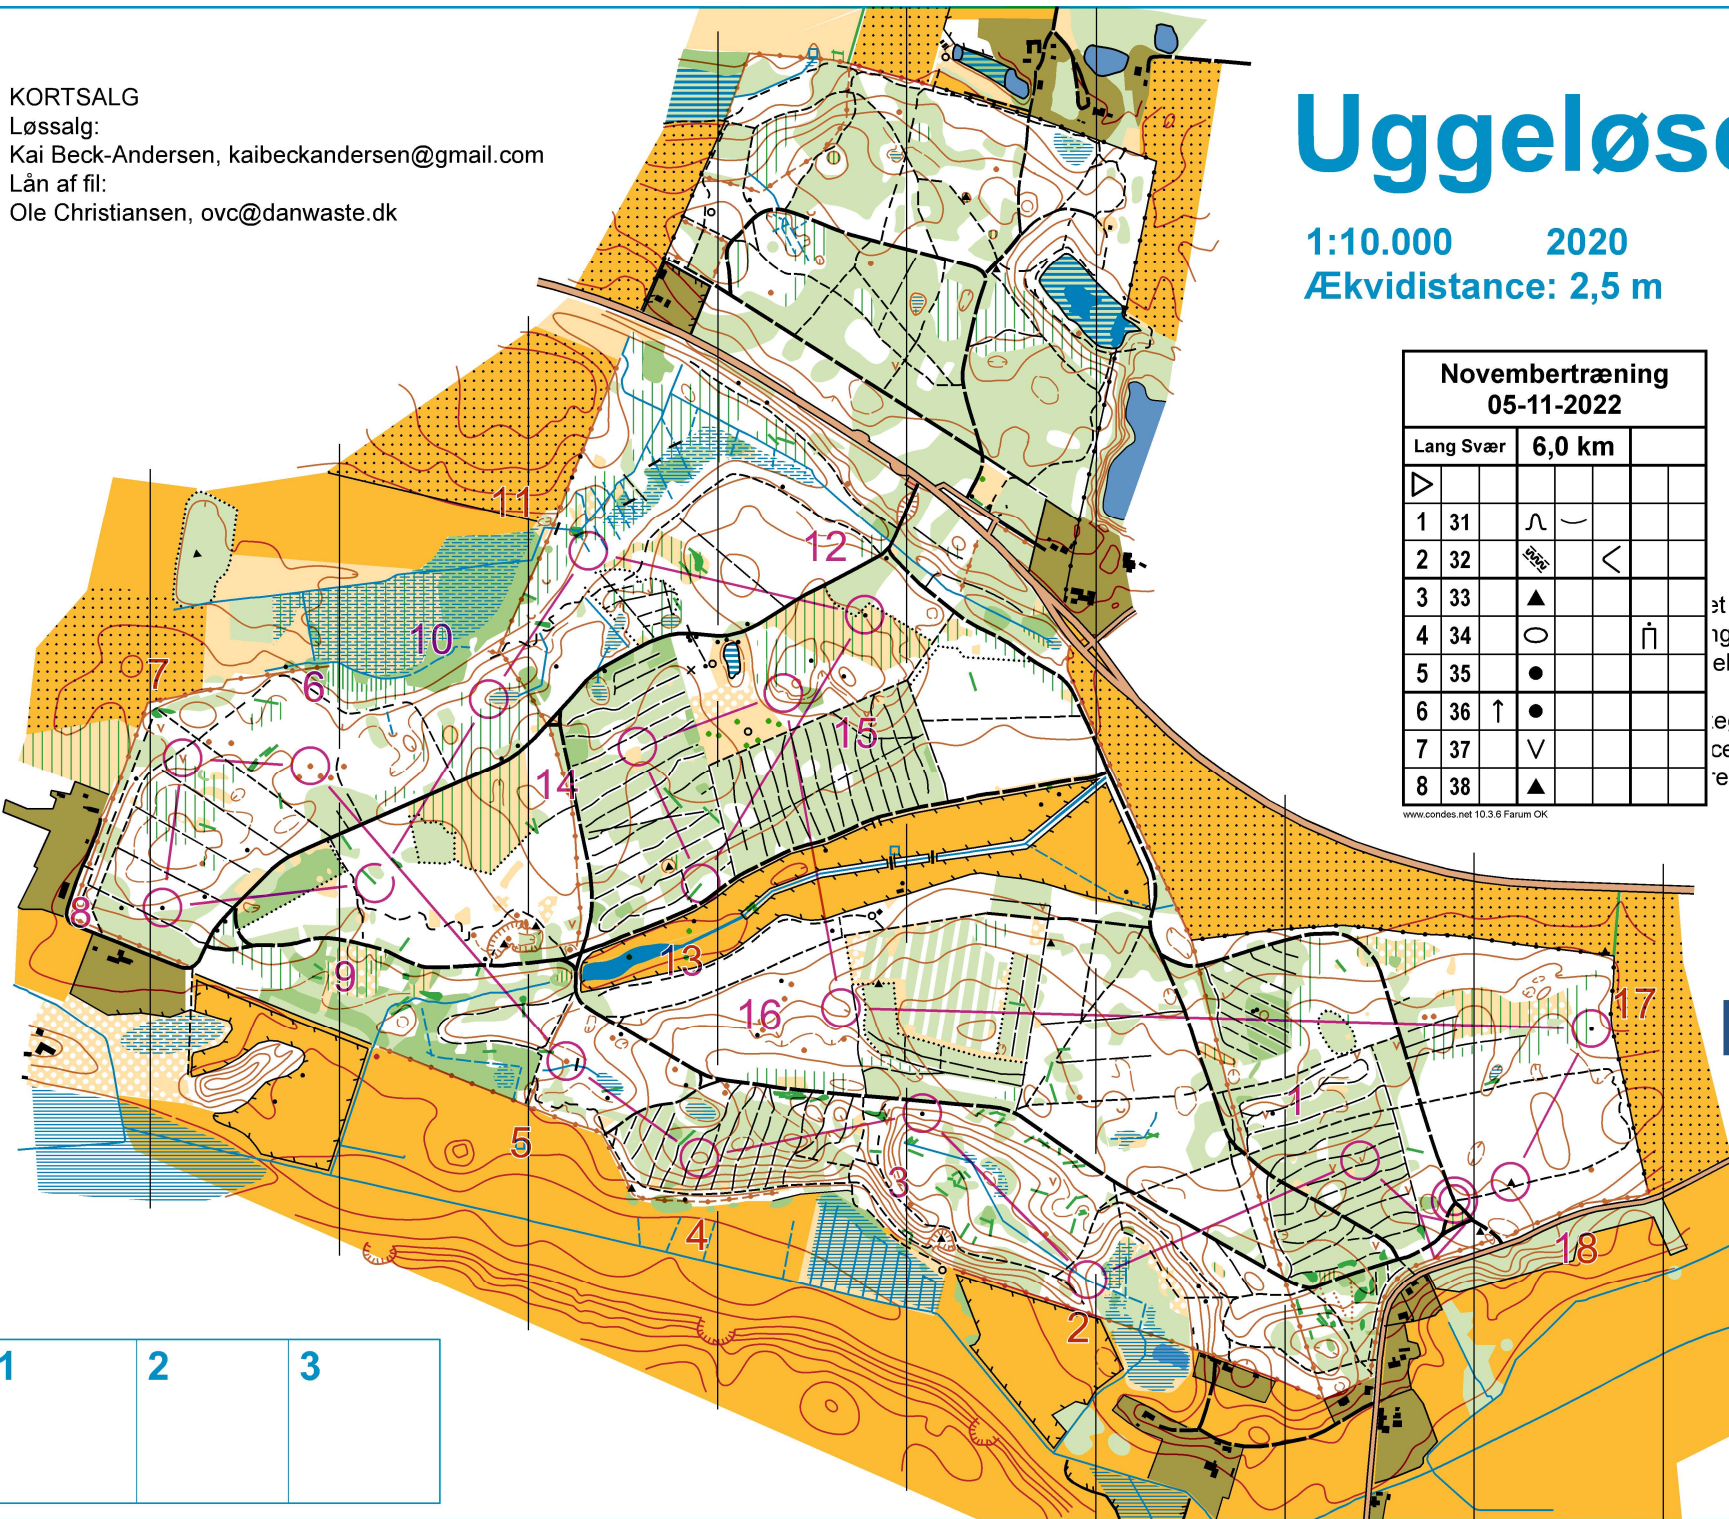 KORTSALG
Løssalg:
Kai Beck-Andersen, kaibeckandersen@gmail.com
Lån af fil:
Ole Christiansen, ovc@danwaste.dk
Uggeløse
1:10.000 2020
Ækvidistance: 2,5 m
Novembertræning
05-11-2022
Lang Svær 6,0 km
1 31
2 32
3 33
4 34
5 35
6 36
7 37
8 38
www.condes.net 10.3.6 Farum OK
11
12
10
7
6
15
14
8
13
9
16
17
1
5
3
4
18
2
1 2 3